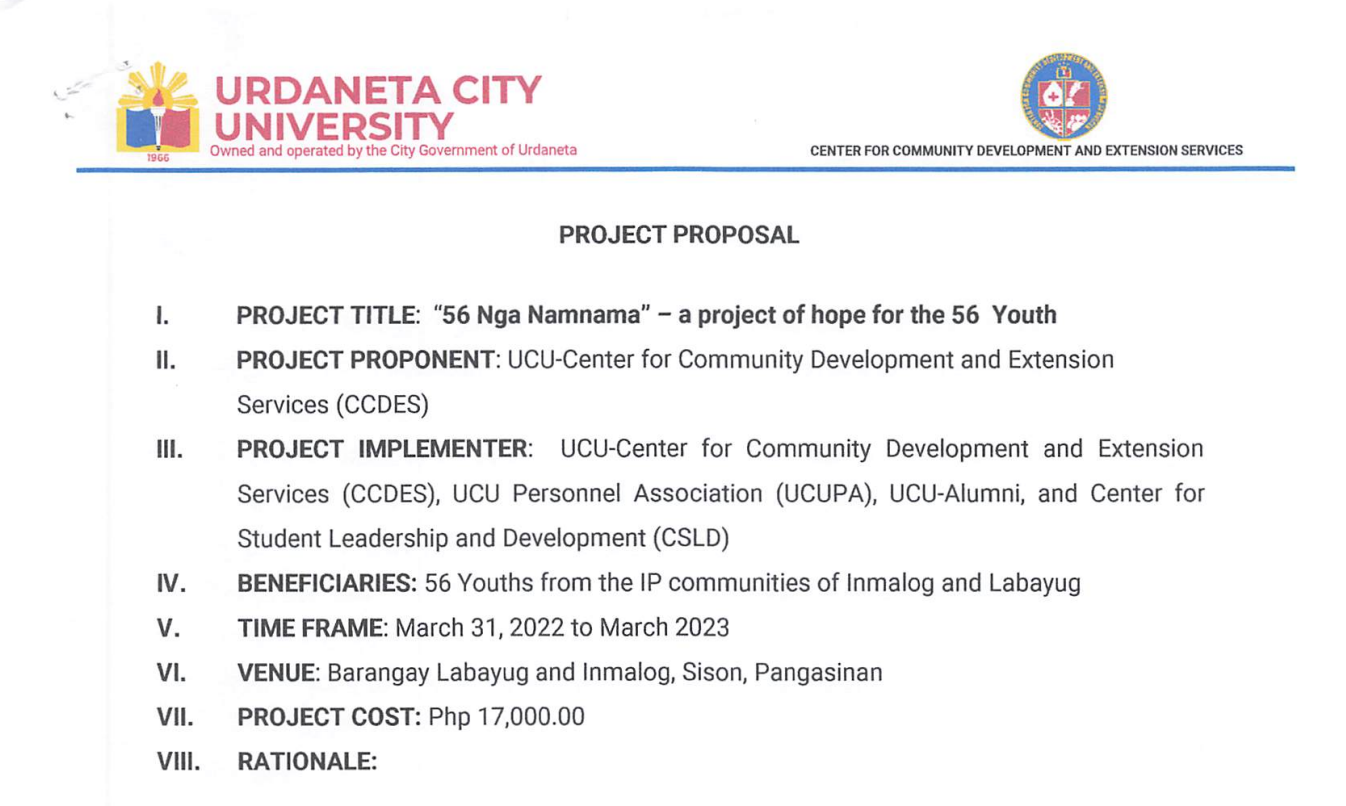 URDANETA CITY
UNIVERSITY
Owned and operated by the City Government of Urdaneta
1966
CENTER FOR COMMUNITY DEVELOPMENT AND EXTENSION SERVICES
PROJECT PROPOSAL
I. PROJECT TITLE: “56 Nga Namnama” – a project of hope for the 56 Youth
II. PROJECT PROPONENT: UCU-Center for Community Development and Extension
Services (CCDES)
III. PROJECT IMPLEMENTER: UCU-Center for Community Development and Extension
Services (CCDES), UCU Personnel Association (UCUPA), UCU-Alumni, and Center for
Student Leadership and Development (CSLD)
IV. BENEFICIARIES: 56 Youths from the IP communities of Inmalog and Labayug
V. TIME FRAME: March 31, 2022 to March 2023
VI. VENUE: Barangay Labayug and Inmalog, Sison, Pangasinan
VII. PROJECT COST: Php 17,000.00
VIII. RATIONALE: